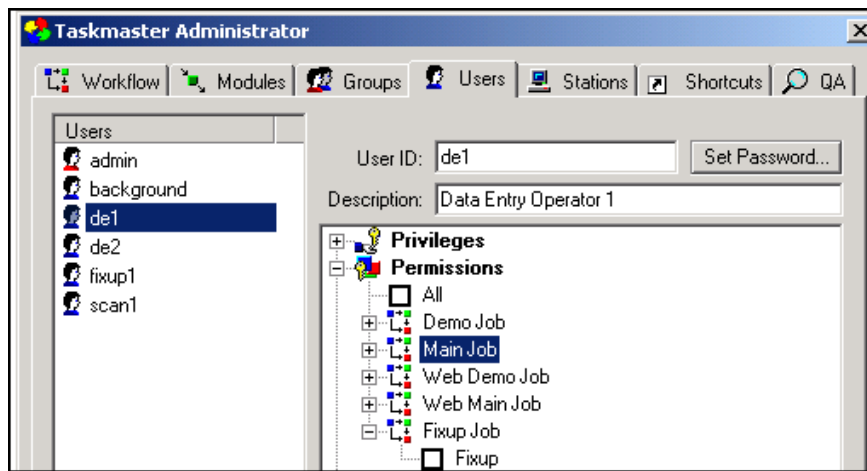 Taskmaster Administrator
Workflow Modules Groups Users Stations Shortcuts QA
Users
admin
background
de1
de2
fixup1
scan1
User ID: de1 Set Password...
Description: Data Entry Operator 1
Privileges
Permissions
All
Demo Job
Main Job
Web Demo Job
Web Main Job
Fixup Job
Fixup